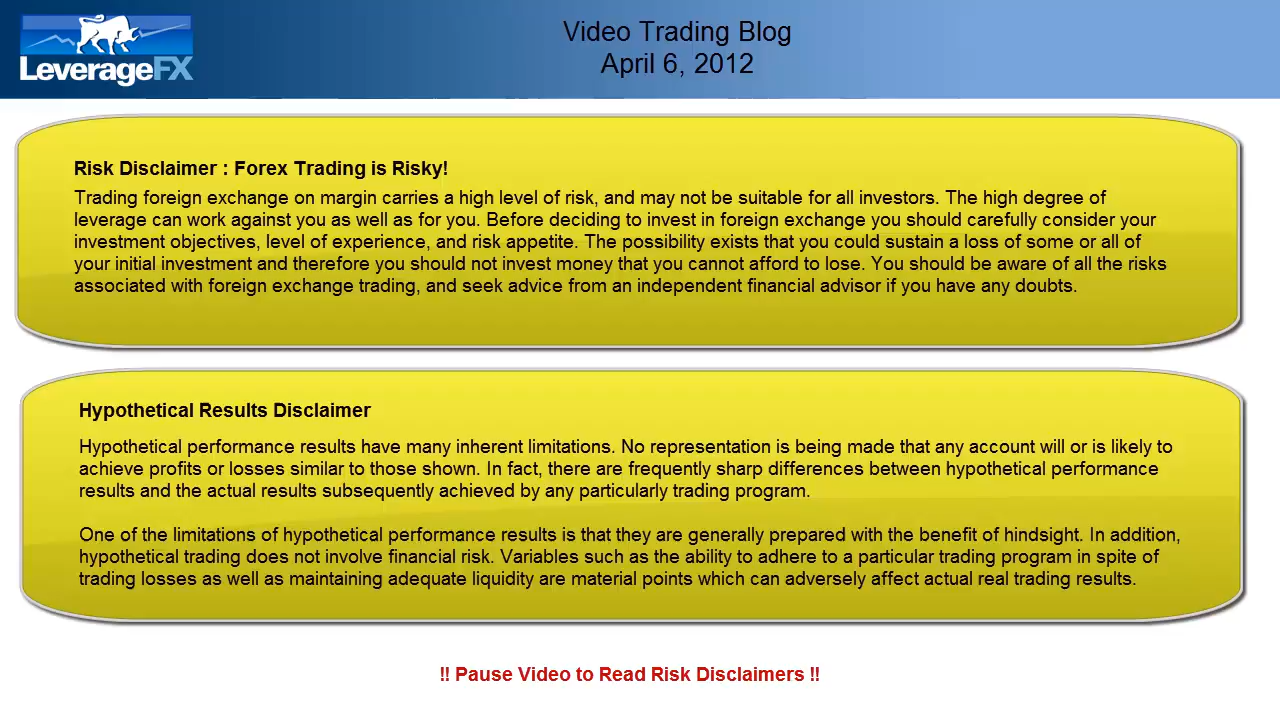 LeverageFX
Video Trading Blog
April 6, 2012
Risk Disclaimer : Forex Trading is Risky!
Trading foreign exchange on margin carries a high level of risk, and may not be suitable for all investors. The high degree of
leverage can work against you as well as for you. Before deciding to invest in foreign exchange you should carefully consider your
investment objectives, level of experience, and risk appetite. The possibility exists that you could sustain a loss of some or all of
your initial investment and therefore you should not invest money that you cannot afford to lose. You should be aware of all the risks
associated with foreign exchange trading, and seek advice from an independent financial advisor if you have any doubts.
Hypothetical Results Disclaimer
Hypothetical performance results have many inherent limitations. No representation is being made that any account will or is likely to
achieve profits or losses similar to those shown. In fact, there are frequently sharp differences between hypothetical performance
results and the actual results subsequently achieved by any particularly trading program.
One of the limitations of hypothetical performance results is that they are generally prepared with the benefit of hindsight. In addition,
hypothetical trading does not involve financial risk. Variables such as the ability to adhere to a particular trading program in spite of
trading losses as well as maintaining adequate liquidity are material points which can adversely affect actual real trading results.
!! Pause Video to Read Risk Disclaimers !!